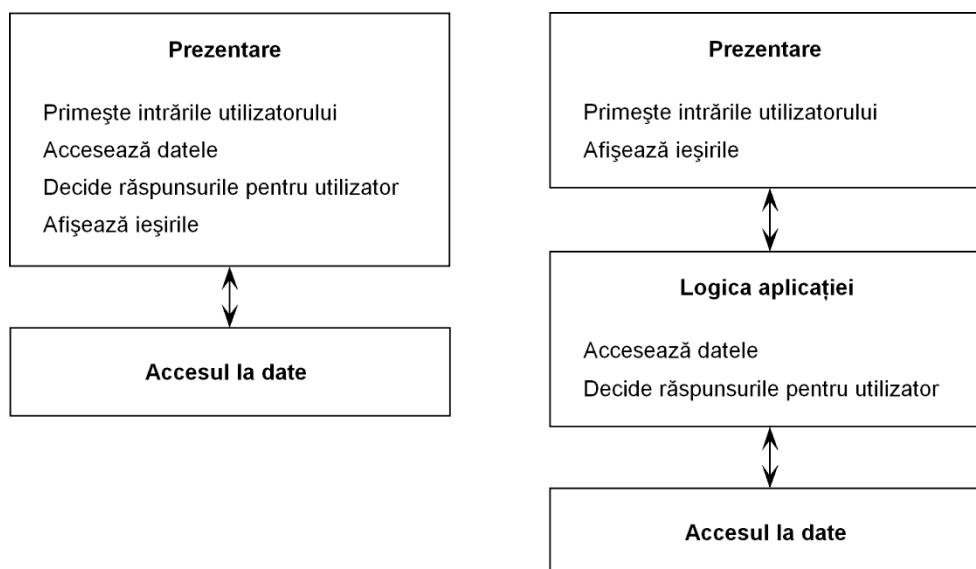 Prezentare
Primeşte intrările utilizatorului
Accesează datele
Decide răspunsurile pentru utilizator
Afişează ieşirile
Accesul la date
Prezentare
Primeşte intrările utilizatorului
Afişează ieşirile
Logica aplicației
Accesează datele
Decide răspunsurile pentru utilizator
Accesul la date